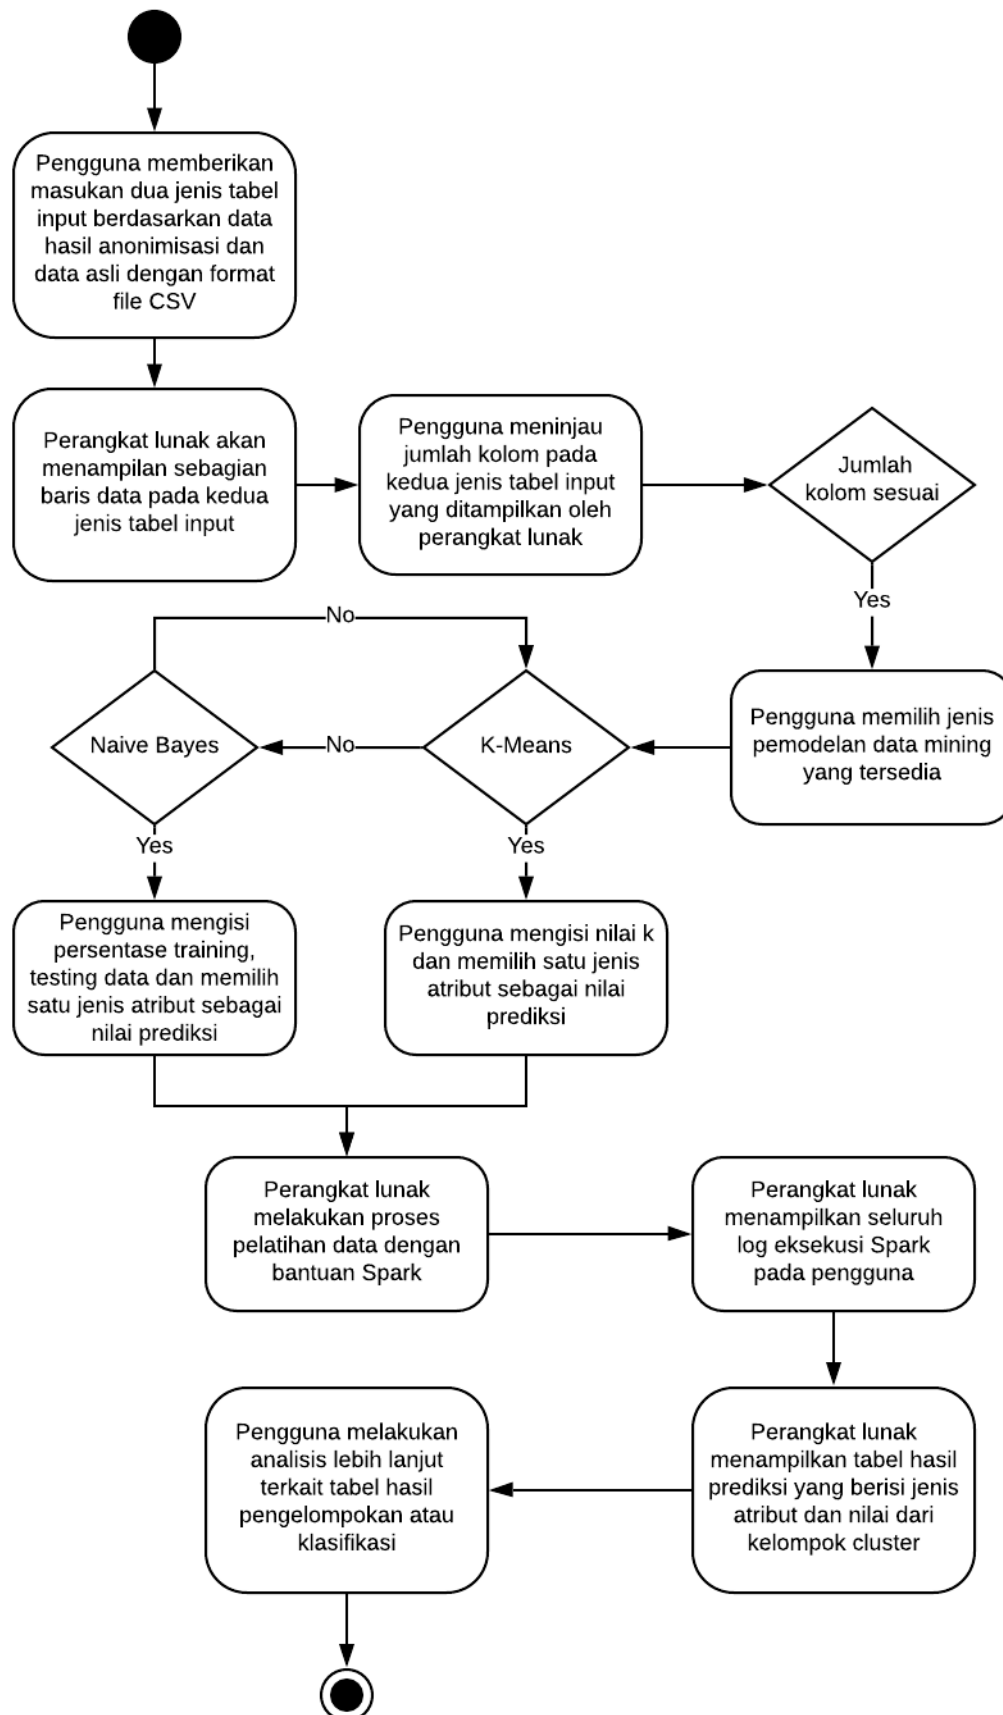 Pengguna memberikan
masukan dua jenis tabel
input berdasarkan data
hasil anonimisasi dan
data asli dengan format
file CSV
Perangkat lunak akan
menampilan sebagian
baris data pada kedua
jenis tabel input
Pengguna meninjau
jumlah kolom pada
kedua jenis tabel input
yang ditampilkan oleh
perangkat lunak
Jumlah
kolom sesuai
Yes
Pengguna memilih jenis
pemodelan data mining
yang tersedia
K-Means
No
Naive Bayes
No
Yes
Yes
Pengguna mengisi
persentase training,
testing data dan memilih
satu jenis atribut sebagai
nilai prediksi
Pengguna mengisi nilai k
dan memilih satu jenis
atribut sebagai nilai
prediksi
Perangkat lunak
melakukan proses
pelatihan data dengan
bantuan Spark
Perangkat lunak
menampilkan seluruh
log eksekusi Spark
pada pengguna
Perangkat lunak
menampilkan tabel hasil
prediksi yang berisi jenis
atribut dan nilai dari
kelompok cluster
Pengguna melakukan
analisis lebih lanjut
terkait tabel hasil
pengelompokan atau
klasifikasi